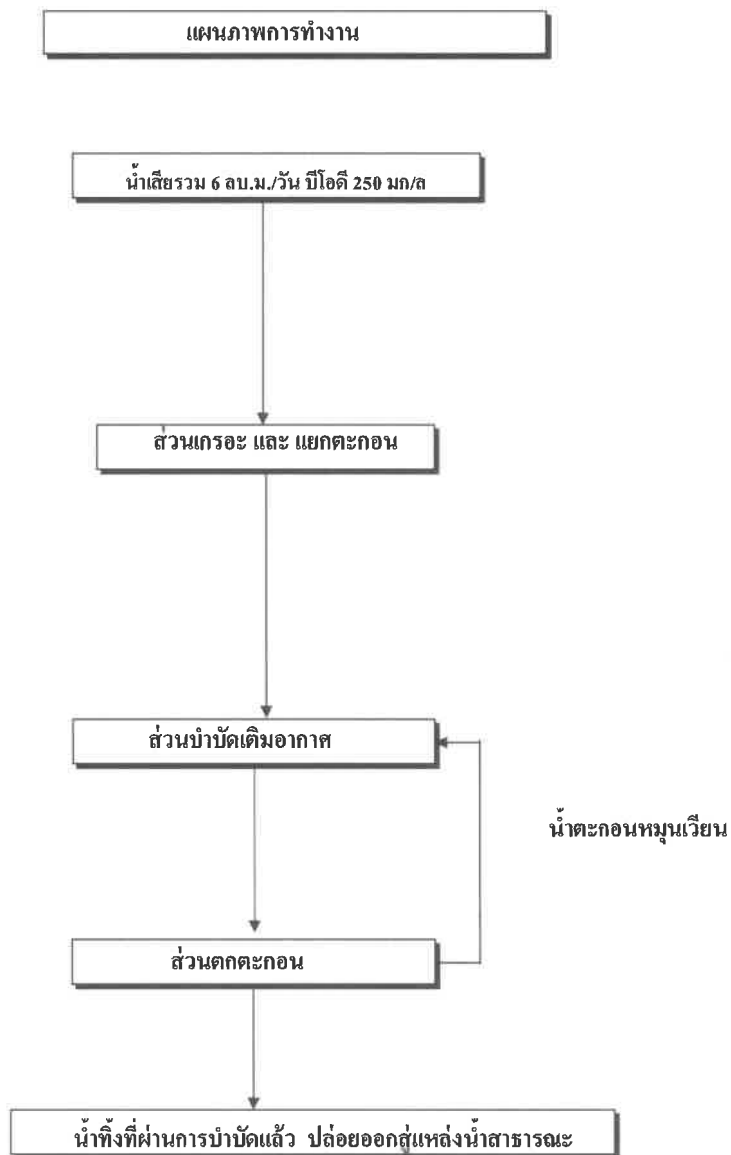 แผนภาพการทำงาน
น้ำเสียรวม 6 ลบ.ม./วัน บีโอดี 250 มก/ล
ส่วนเกรอะ และ แยกตะกอน
ส่วนบำบัดเติมอากาศ
น้ำตะกอนหมุนเวียน
ส่วนตกตะกอน
น้ำทิ้งที่ผ่านการบำบัดแล้ว ปล่อยออกสู่แหล่งน้ำสาธารณะ